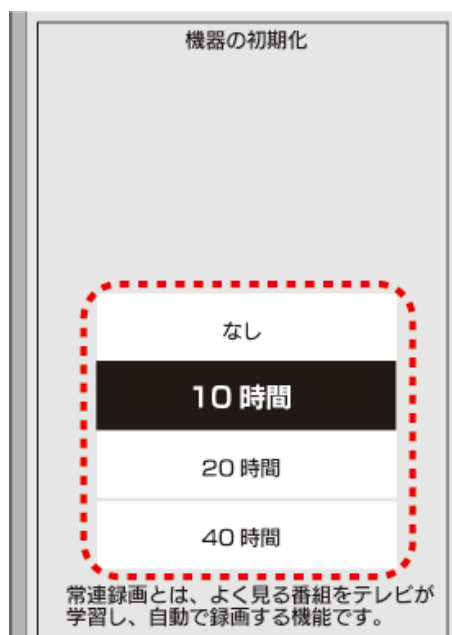 機器の初期化
なし
10 時間
20 時間
40 時間
常連録画とは、よく見る番組をテレビが
学習し、自動で録画する機能です。